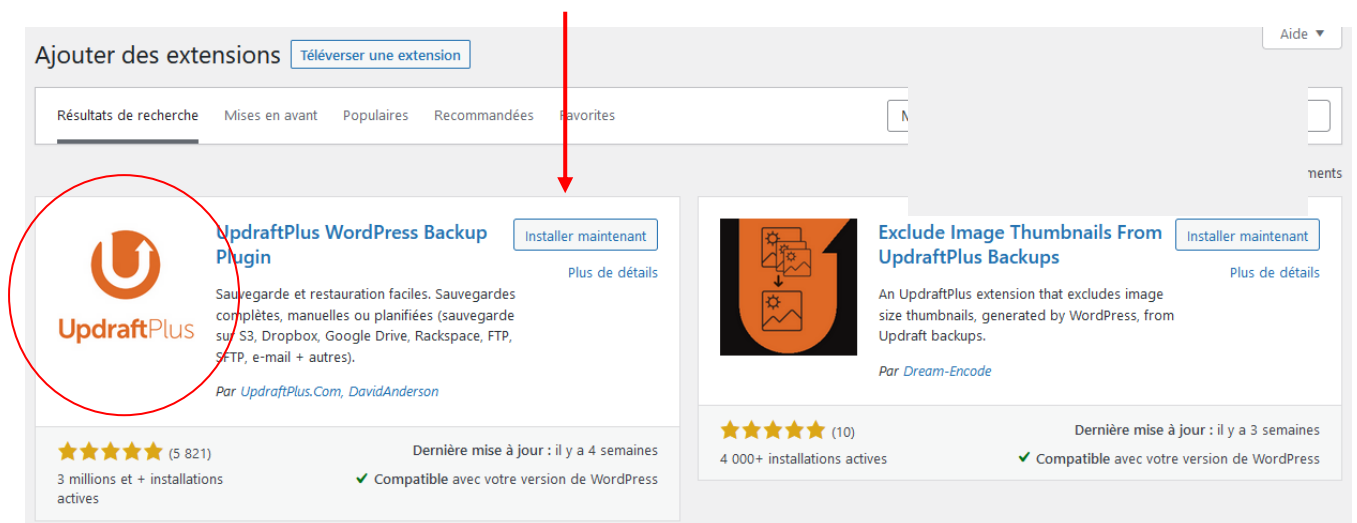 Aide ▼
Ajouter des extensions
Téléverser une extension
Résultats de recherche
Mises en avant
Populaires
Recommandées
Favorites
UpdraftPlus
UpdraftPlus WordPress Backup
Plugin
Installer maintenant
Plus de détails
Sauvegarde et restauration faciles. Sauvegardes
complètes, manuelles ou planifiées (sauvegarde
sur S3, Dropbox, Google Drive, Rackspace, FTP,
SFTP, e-mail + autres).
Par UpdraftPlus.Com, DavidAnderson
(5 821)
3 millions et + installations
actives
Dernière mise à jour : il y a 4 semaines
✔ Compatible avec votre version de WordPress
Exclude Image Thumbnails From
UpdraftPlus Backups
Installer maintenant
Plus de détails
An UpdraftPlus extension that excludes image
size thumbnails, generated by WordPress, from
Updraft backups.
Par Dream-Encode
(10)
4 000+ installations actives
Dernière mise à jour : il y a 3 semaines
✔ Compatible avec votre version de WordPress